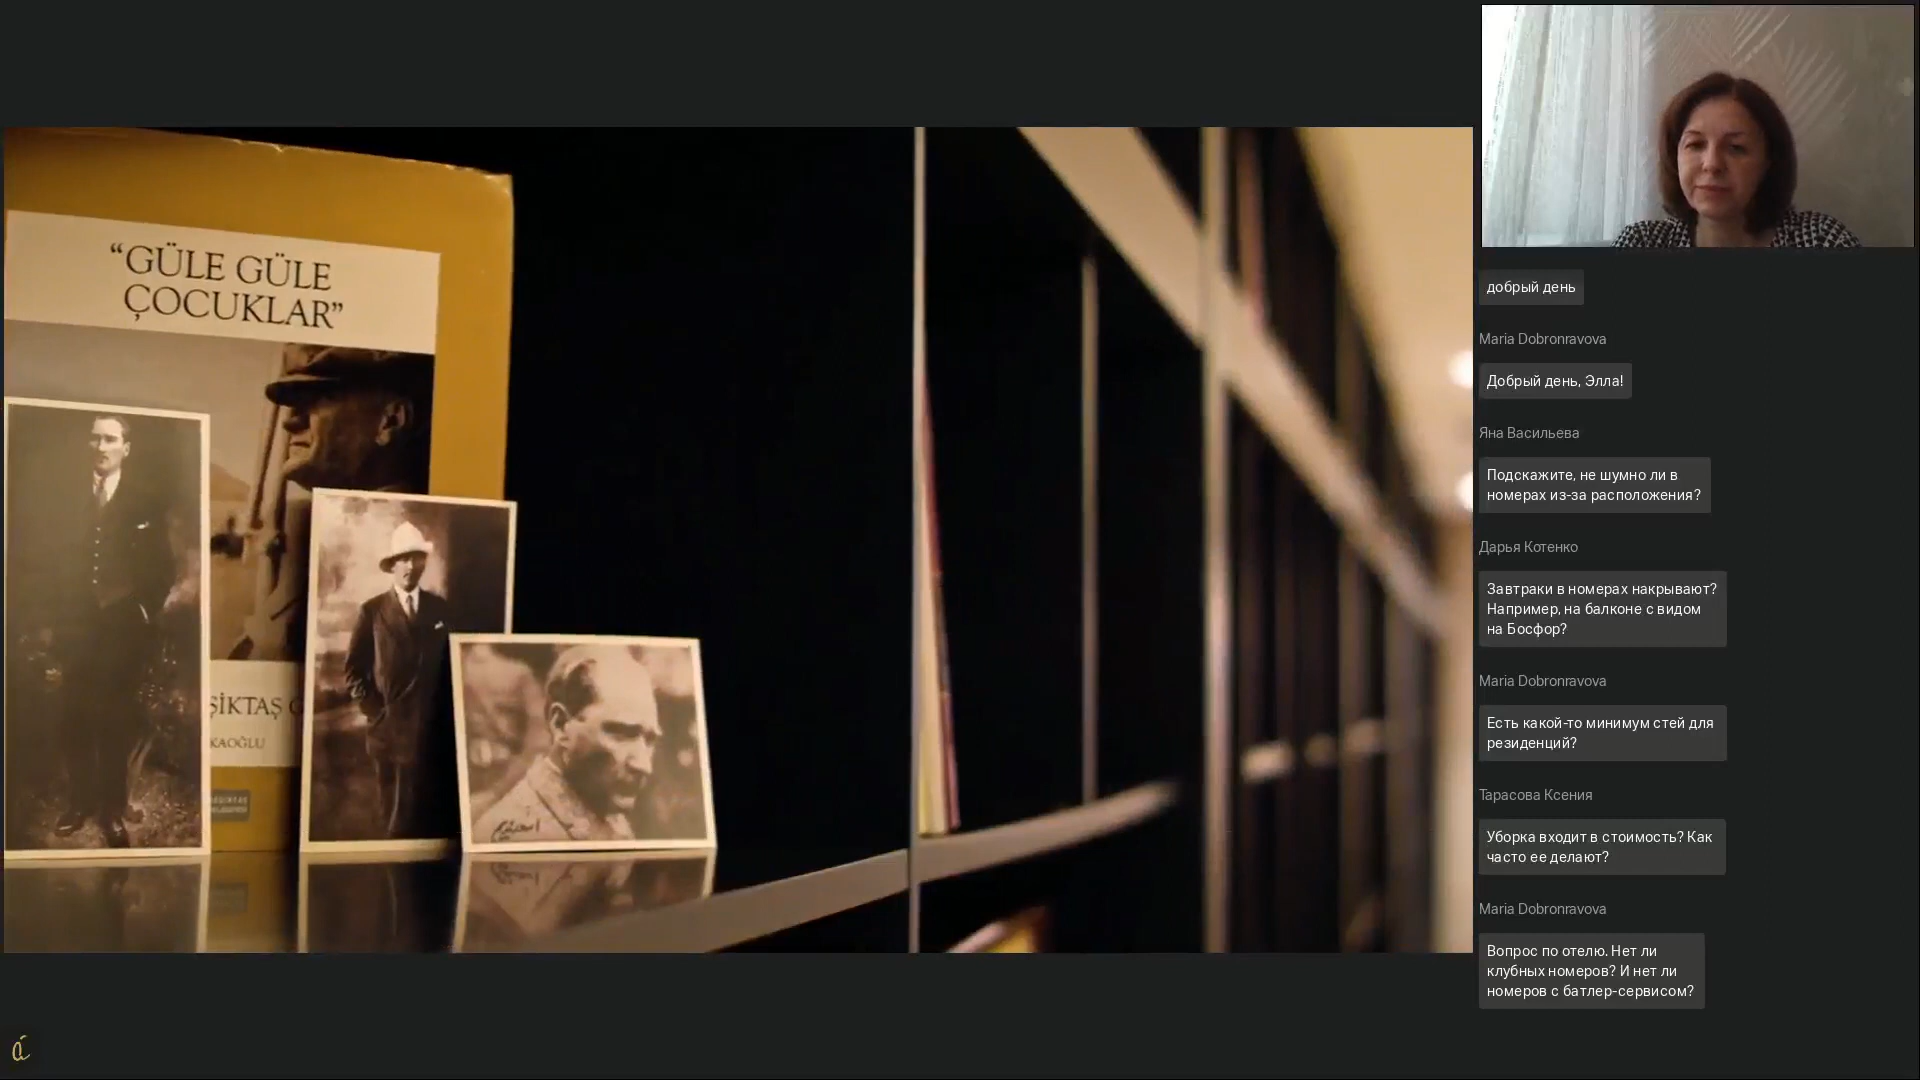 “GÜLE GÜLE
ÇOCUKLAR”
ŞİKTAŞ
KAOĞLU
á
добрый день
Maria Dobronravova
Добрый день, Элла!
Яна Васильева
Подскажите, не шумно ли в
номерах из-за расположения?
Дарья Котенко
Завтраки в номерах накрывают?
Например, на балконе с видом
на Босфор?
Maria Dobronravova
Есть какой-то минимум стей для
резиденций?
Тарасова Ксения
Уборка входит в стоимость? Как
часто ее делают?
Maria Dobronravova
Вопрос по отелю. Нет ли
клубных номеров? И нет ли
номеров с батлер-сервисом?